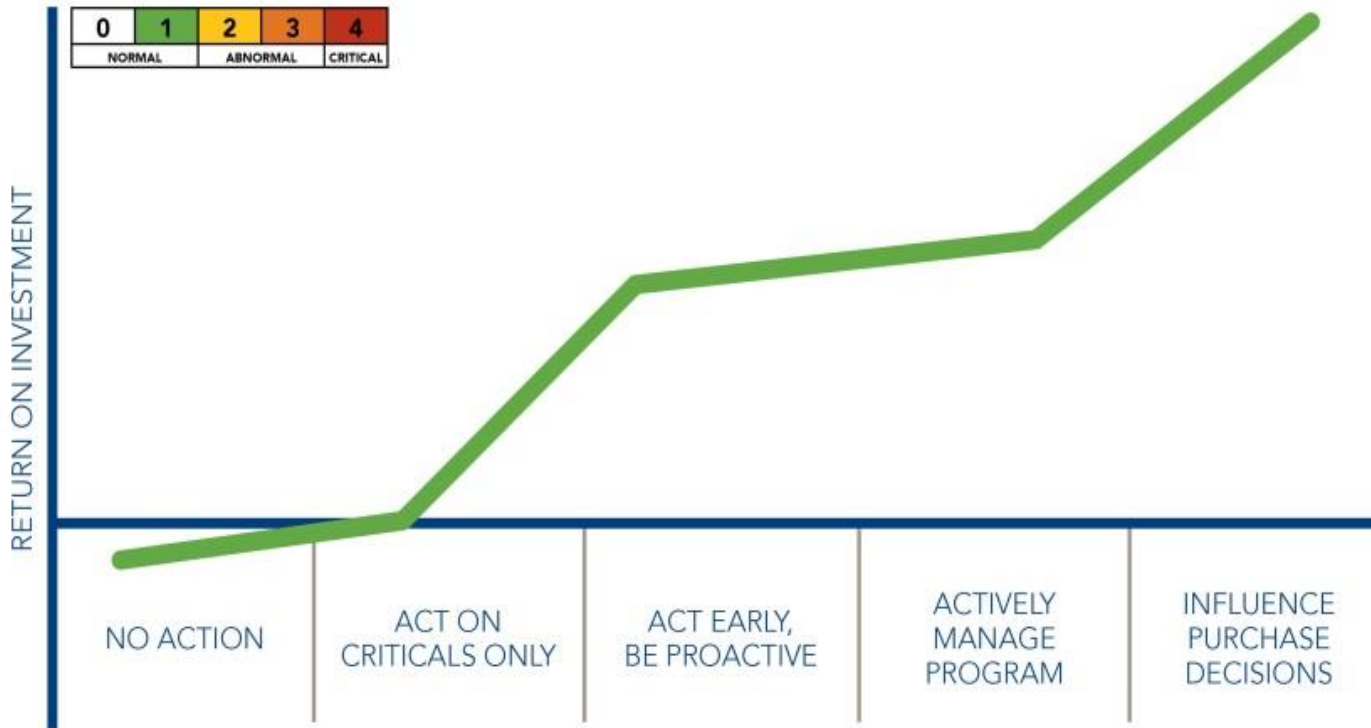 0 1 2 3 4
NORMAL ABNORMAL CRITICAL
RETURN ON INVESTMENT
NO ACTION
ACT ON
CRITICALS ONLY
ACT EARLY,
BE PROACTIVE
ACTIVELY
MANAGE
PROGRAM
INFLUENCE
PURCHASE
DECISIONS